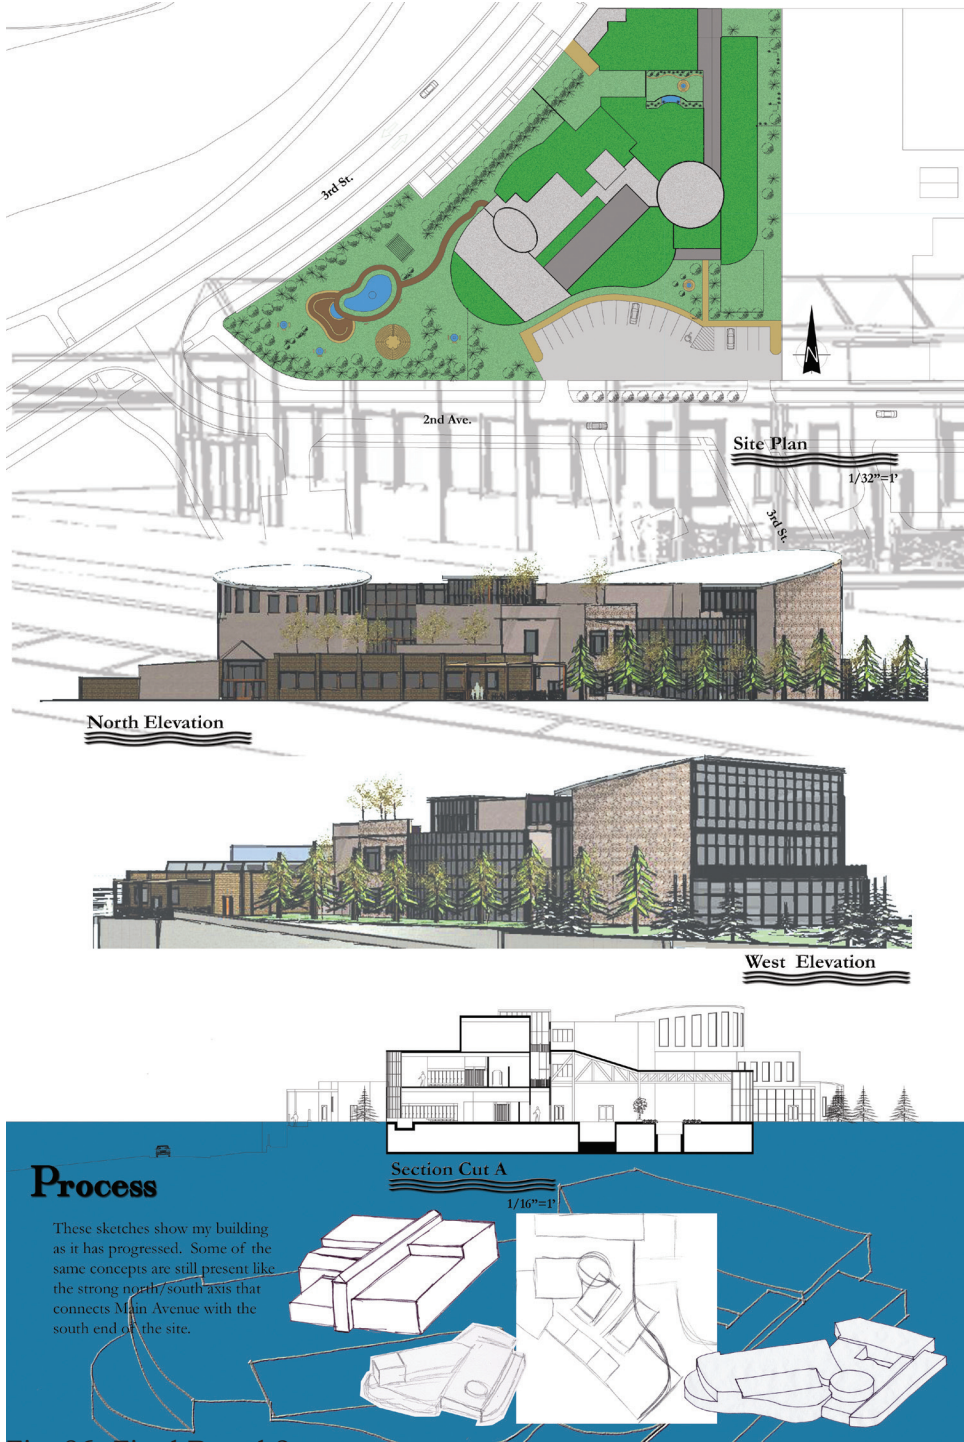 3rd St.
2nd Ave.
N
Site Plan
1/32"=1'
3rd St.
North Elevation
West Elevation
Section Cut A
1/16"=1'
Process
These sketches show my building
as it has progressed. Some of the
same concepts are still present like
the strong north/south axis that
connects Main Avenue with the
south end of the site.